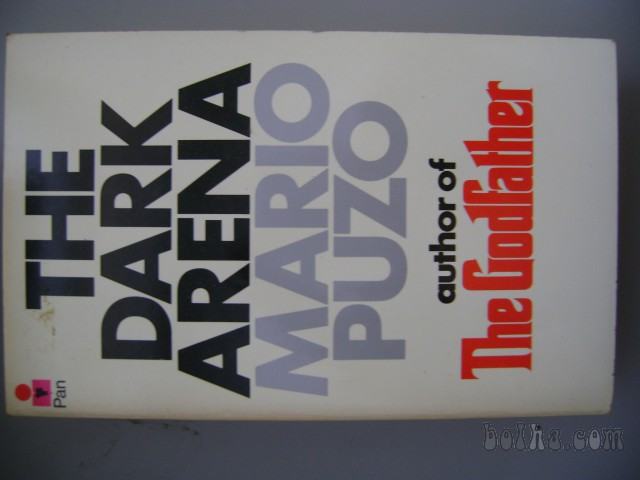 Pan
THE
DARK
ARENA
MARIO
PUZO
author of
The Godfather
bolha.com